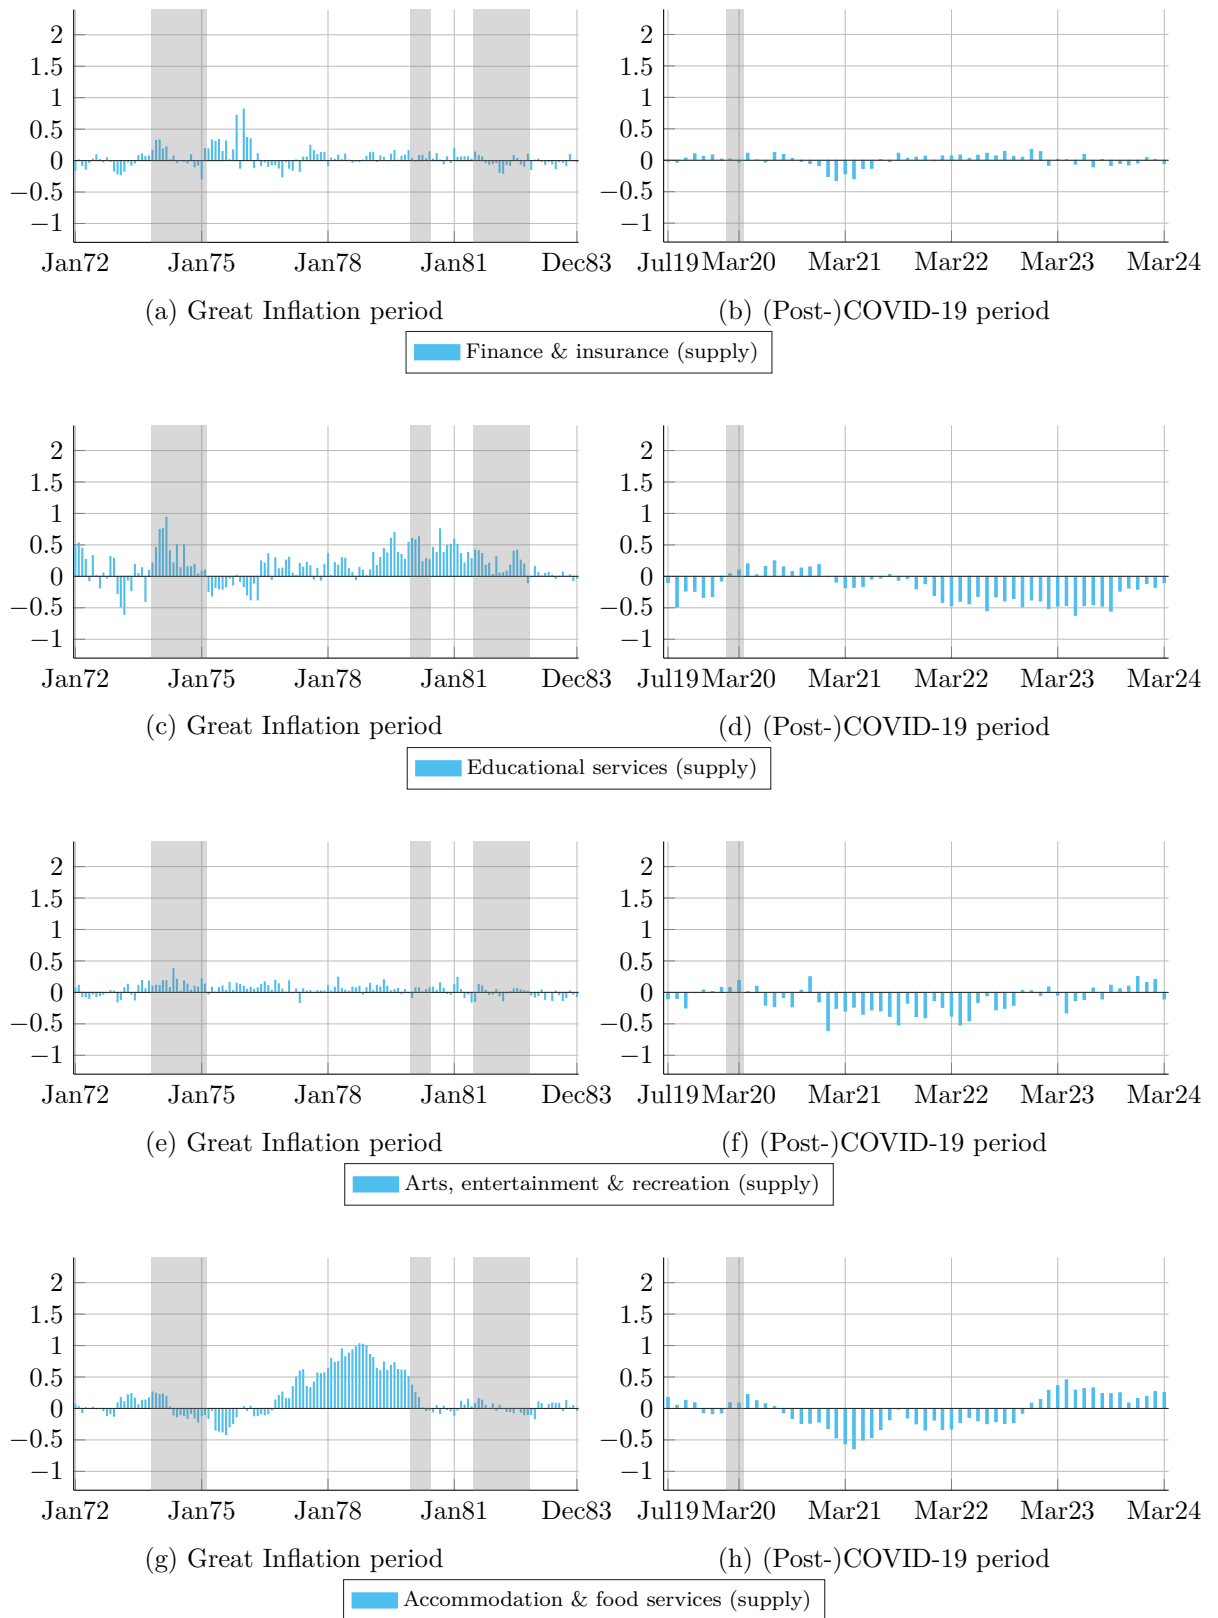 2
1.5
1
0.5
0
−0.5
−1
Jan72 Jan75 Jan78 Jan81 Dec83
(a) Great Inflation period
2
1.5
1
0.5
0
−0.5
−1
Jul19 Mar20 Mar21 Mar22 Mar23 Mar24
(b) (Post-)COVID-19 period
Finance & insurance (supply)
2
1.5
1
0.5
0
−0.5
−1
Jan72 Jan75 Jan78 Jan81 Dec83
(c) Great Inflation period
2
1.5
1
0.5
0
−0.5
−1
Jul19 Mar20 Mar21 Mar22 Mar23 Mar24
(d) (Post-)COVID-19 period
Educational services (supply)
2
1.5
1
0.5
0
−0.5
−1
Jan72 Jan75 Jan78 Jan81 Dec83
(e) Great Inflation period
2
1.5
1
0.5
0
−0.5
−1
Jul19 Mar20 Mar21 Mar22 Mar23 Mar24
(f) (Post-)COVID-19 period
Arts, entertainment & recreation (supply)
2
1.5
1
0.5
0
−0.5
−1
Jan72 Jan75 Jan78 Jan81 Dec83
(g) Great Inflation period
2
1.5
1
0.5
0
−0.5
−1
Jul19 Mar20 Mar21 Mar22 Mar23 Mar24
(h) (Post-)COVID-19 period
Accommodation & food services (supply)